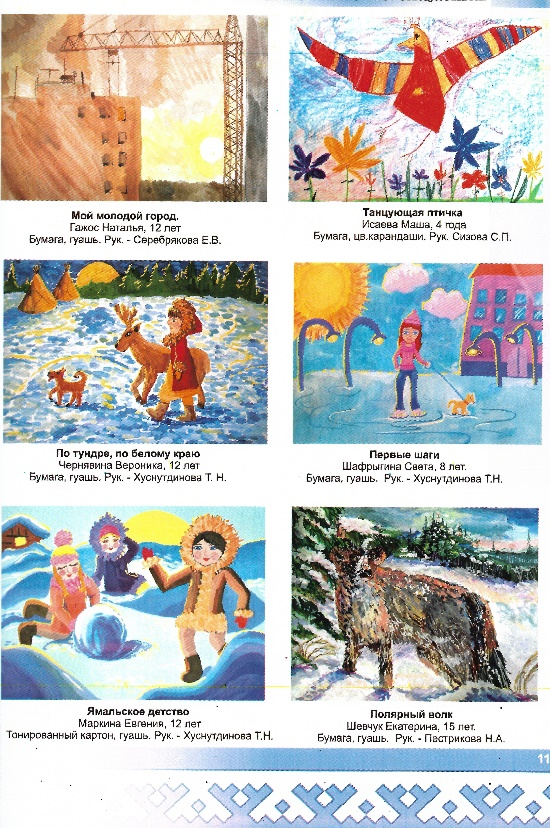 Мой молодой город.
Гажос Наталья, 12 лет
Бумага, гуашь. Рук. - Серебрякова Е.В.
Танцующая птичка
Исаева Маша, 4 года
Бумага, цв.карандаши. Рук. Сизова С.П.
По тундре, по белому краю
Чернявина Вероника, 12 лет
Бумага, гуашь. Рук. - Хуснутдинова Т. Н.
Первые шаги
Шафрыгина Света, 8 лет.
Бумага, гуашь. Рук. - Хуснутдинова Т.Н.
Ямальское детство
Маркина Евгения, 12 лет
Тонированный картон, гуашь. Рук. - Хуснутдинова Т.Н.
Полярный волк
Шевчук Екатерина, 15 лет.
Бумага, гуашь. Рук. - Пестрикова Н.А.
11